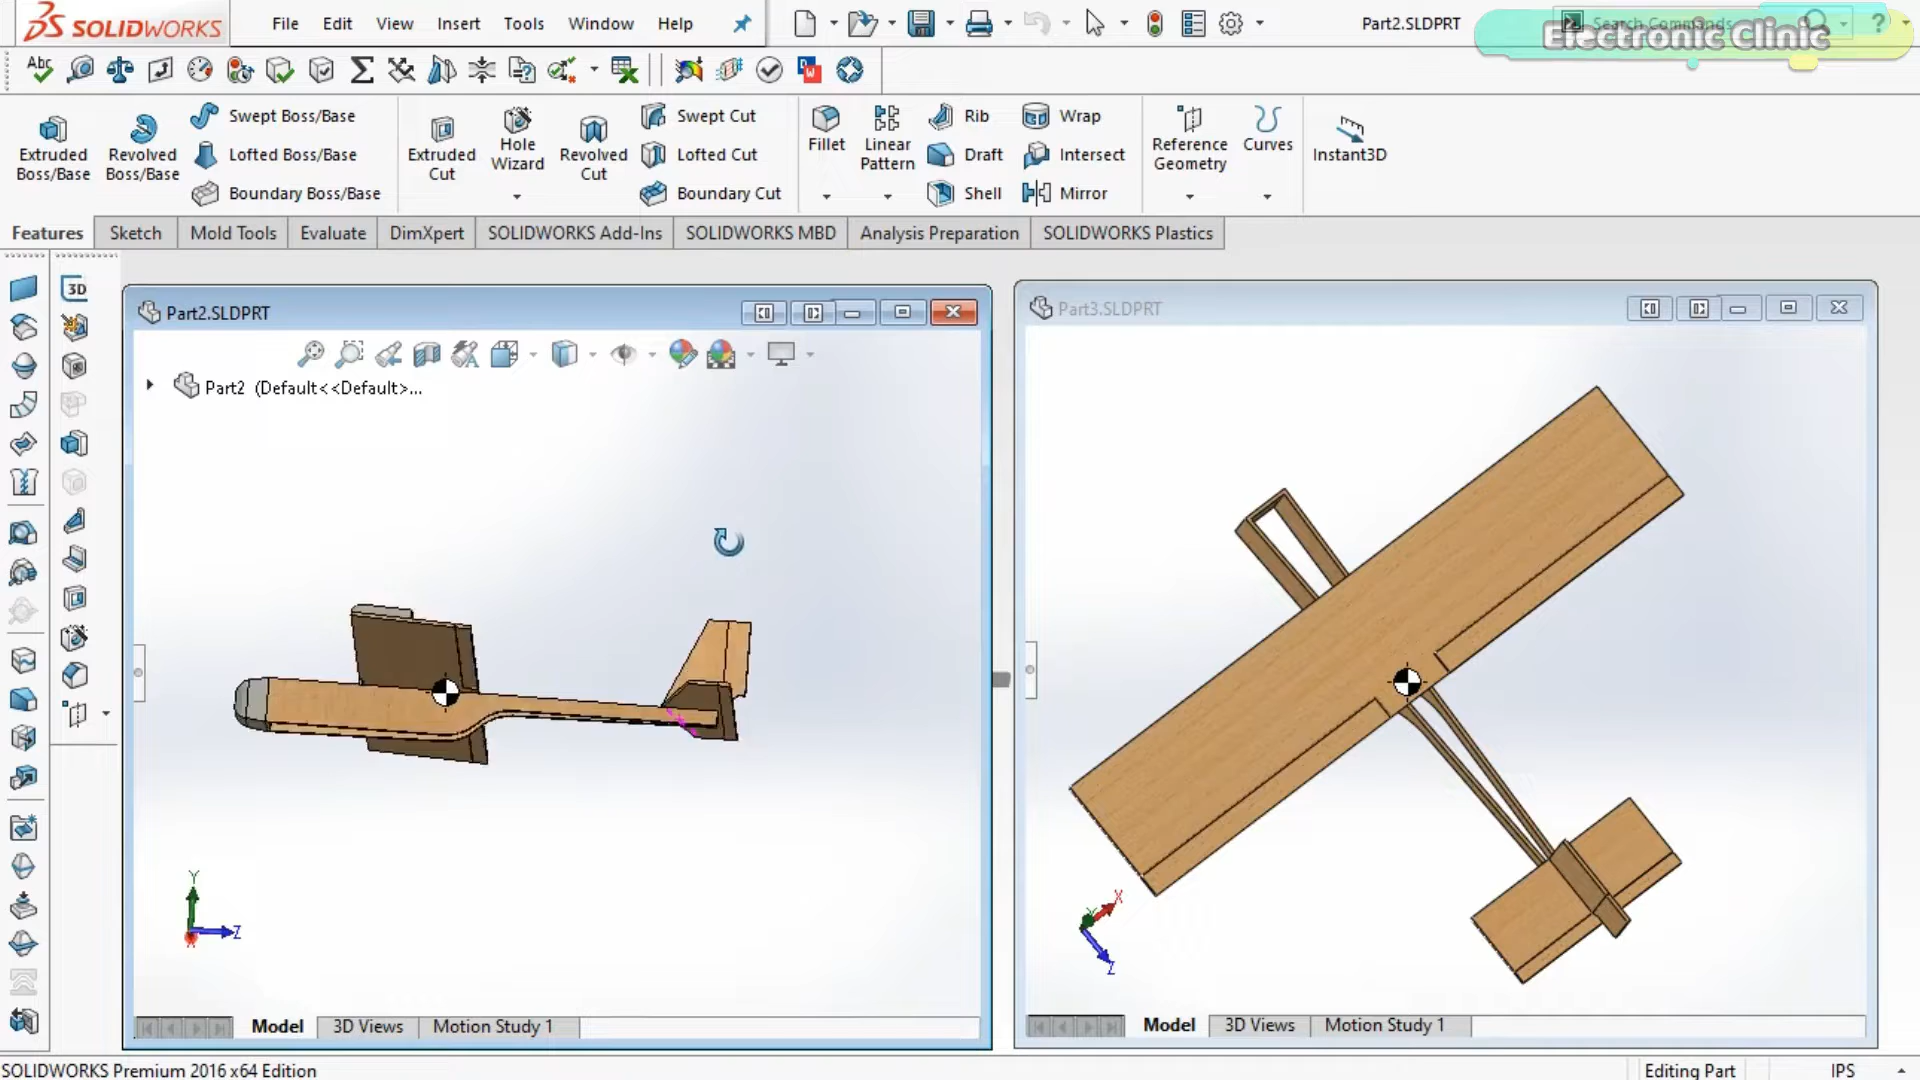 SOLIDWORKS File Edit View Insert Tools Window Help Part2.SLDPRT Search Commands ?
Electronic Clinic
Abc
Extruded Boss/Base
Revolved Boss/Base
Swept Boss/Base
Lofted Boss/Base
Boundary Boss/Base
Extruded Cut
Hole Wizard
Revolved Cut
Swept Cut
Lofted Cut
Boundary Cut
Fillet
Linear Pattern
Rib
Draft
Shell
Wrap
Intersect
Mirror
Reference Geometry
Curves
Instant3D
Features Sketch Mold Tools Evaluate DimXpert SOLIDWORKS Add-Ins SOLIDWORKS MBD Analysis Preparation SOLIDWORKS Plastics
3D
Part2.SLDPRT
Part2 (Default<<Default>...
Y
Z
X
Model 3D Views Motion Study 1
Part3.SLDPRT
Y
X
Z
Model 3D Views Motion Study 1
SOLIDWORKS Premium 2016 x64 Edition
Editing Part
IPS